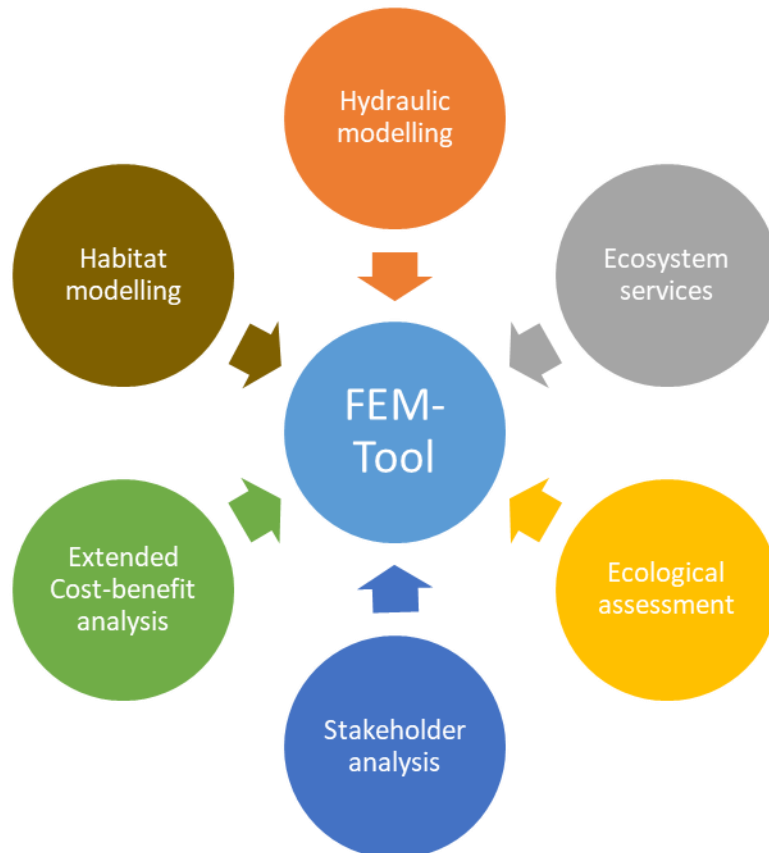 Hydraulic
modelling
Habitat
modelling
Ecosystem
services
FEM-
Tool
Extended
Cost-benefit
analysis
Ecological
assessment
Stakeholder
analysis